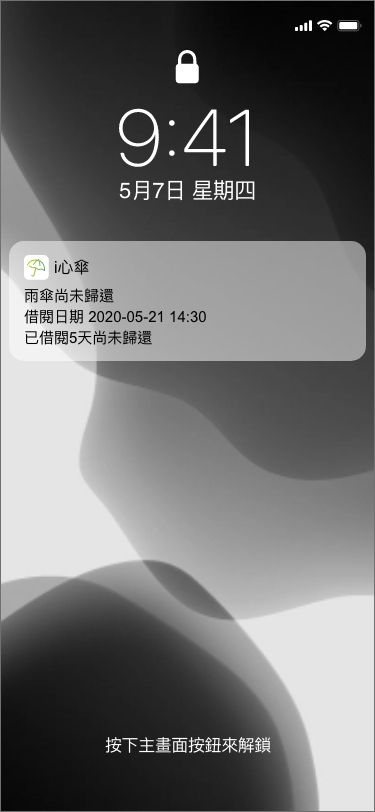 9:41
5月7日 星期四
i心傘
雨傘尚未歸還
借閱日期 2020-05-21 14:30
已借閱5天尚未歸還
按下主畫面按鈕來解鎖